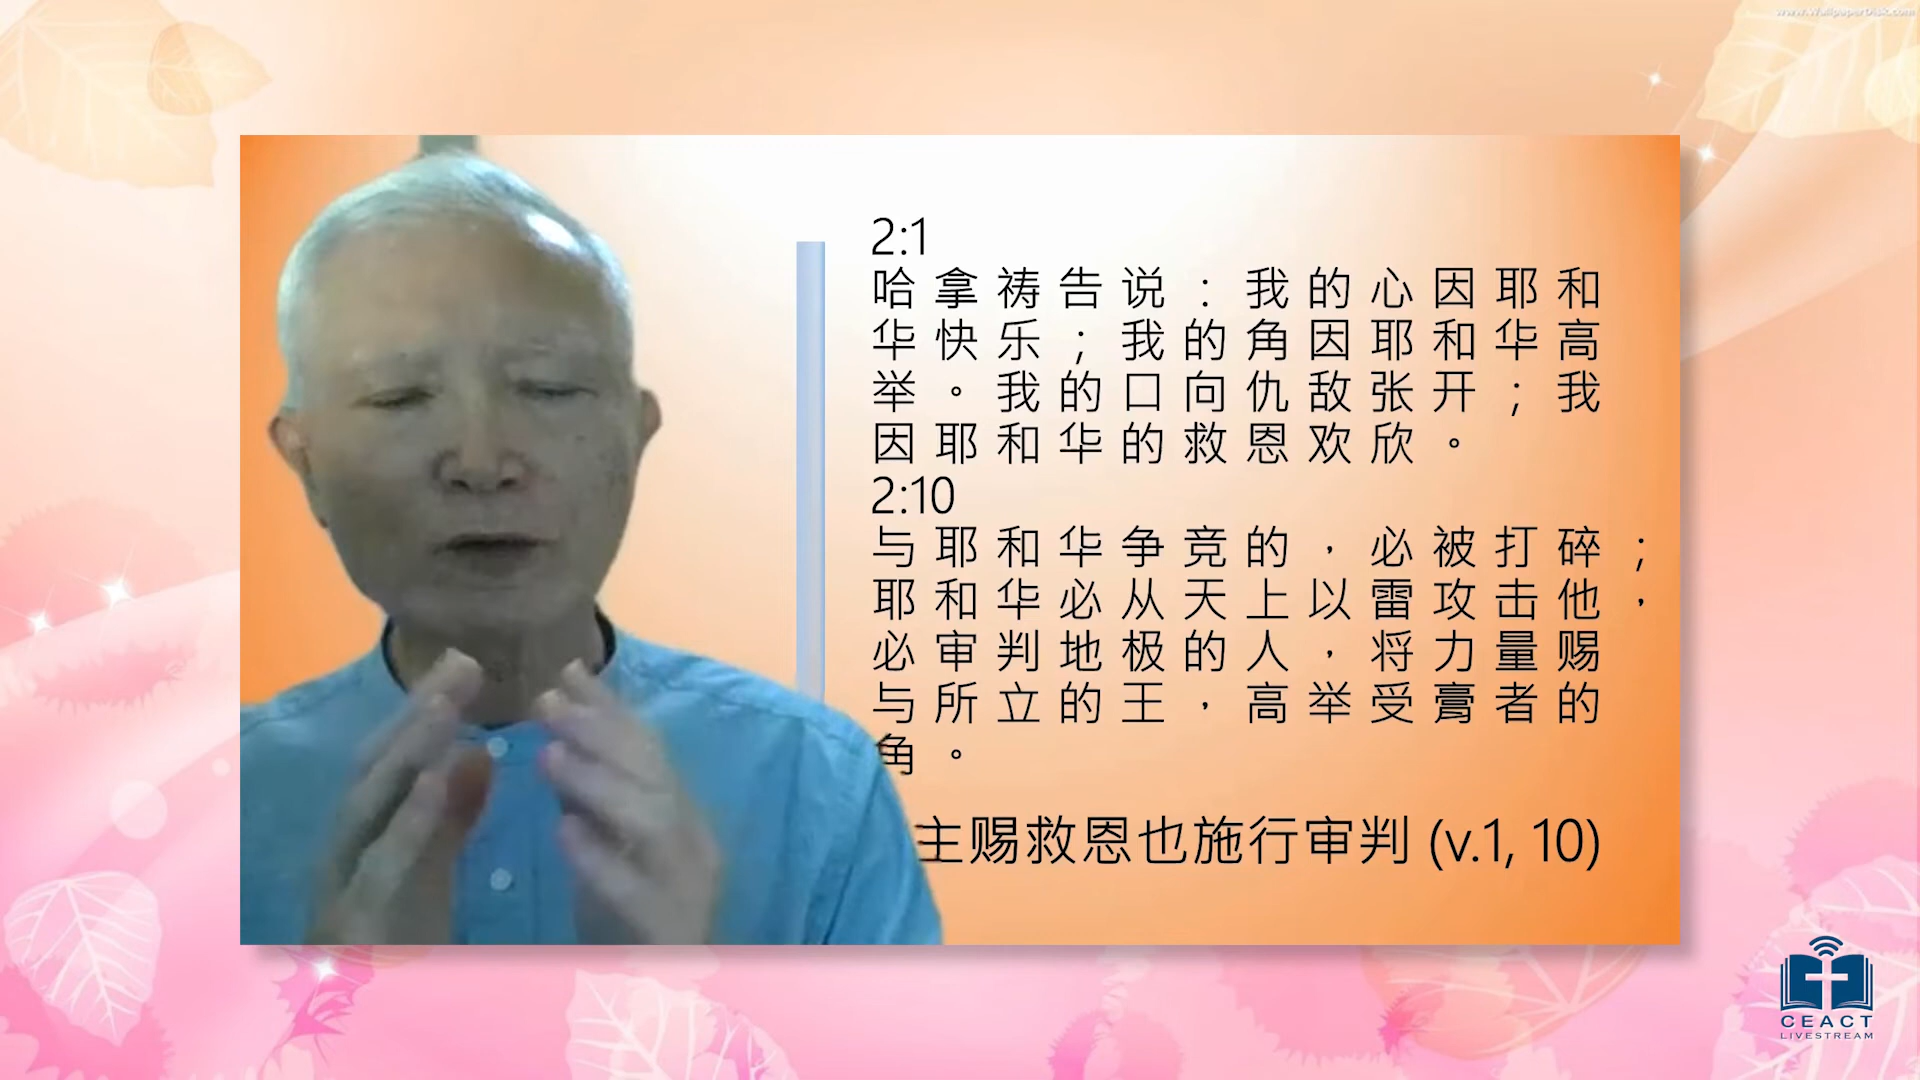 www.WallpaperDisk.com
2:1
哈拿祷告说：我的心因耶和
华快乐；我的角因耶和华高
举。我的口向仇敌张开；我
因耶和华的救恩欢欣。
2:10
与耶和华争竞的，必被打碎；
耶和华必从天上以雷攻击他，
必审判地极的人，将力量赐
与所立的王，高举受膏者的
角。
主赐救恩也施行审判 (v.1, 10)
CEACT
LIVESTREAM